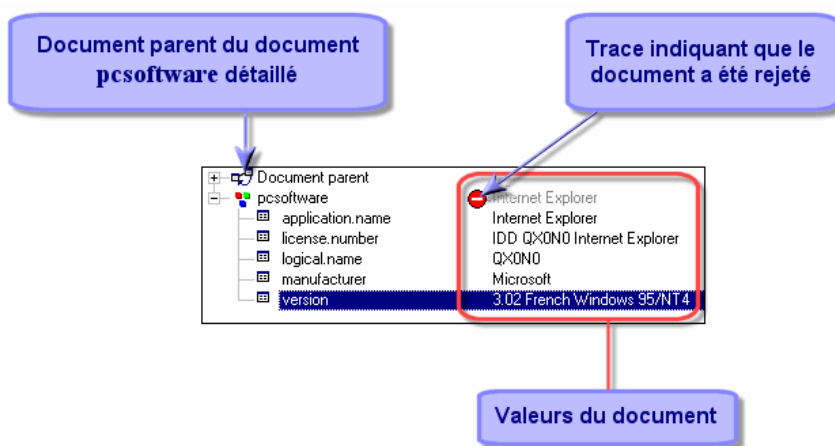 Document parent du document
pcsoftware détaillé
Trace indiquant que le
document a été rejeté
Document parent
pcsoftware Internet Explorer
application.name Internet Explorer
license.number IDD QX0N0 Internet Explorer
logical.name QX0N0
manufacturer Microsoft
version 3.02 French Windows 95/NT4
Valeurs du document